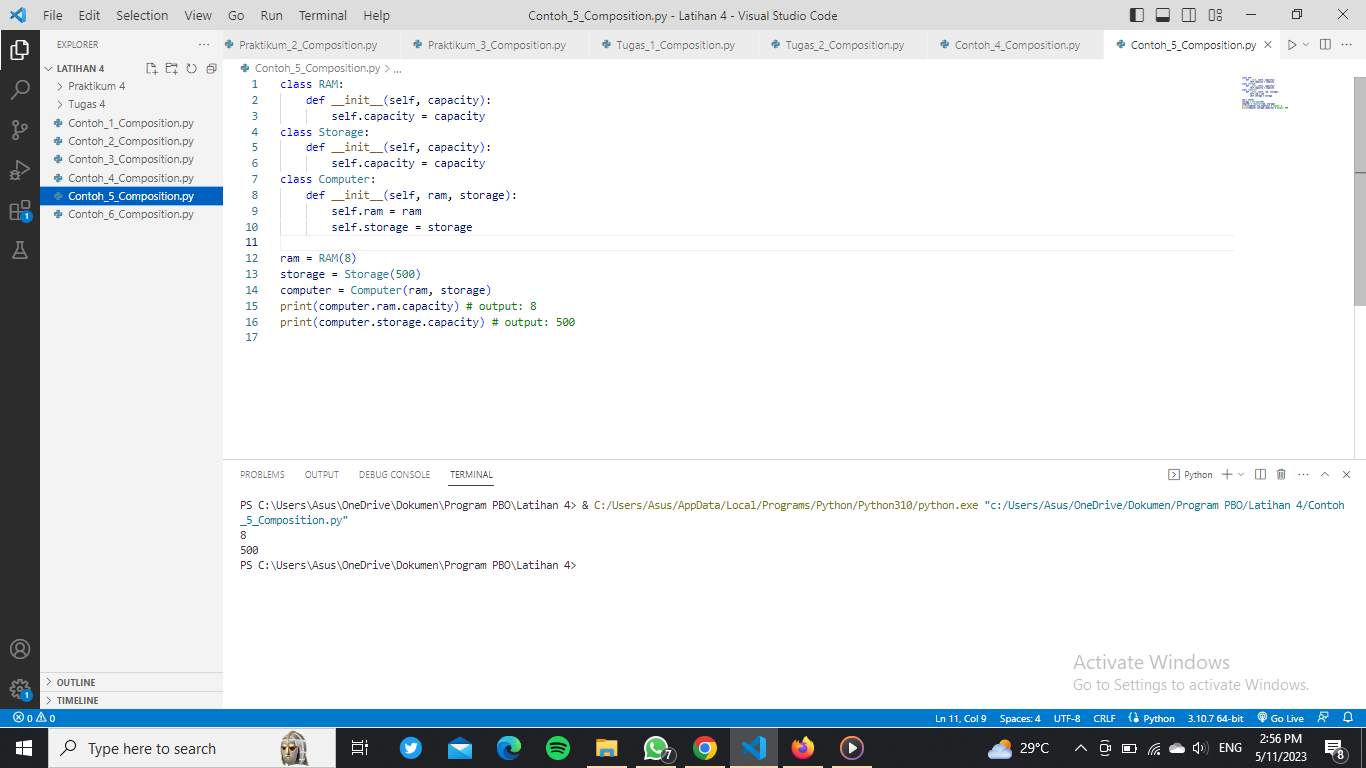 File Edit Selection View Go Run Terminal Help Contoh_5_Composition.py - Latihan 4 - Visual Studio Code
EXPLORER
Praktikum_2_Composition.py Praktikum_3_Composition.py Tugas_1_Composition.py Tugas_2_Composition.py Contoh_4_Composition.py Contoh_5_Composition.py
LATIHAN 4
Praktikum 4
Tugas 4
Contoh_1_Composition.py
Contoh_2_Composition.py
Contoh_3_Composition.py
Contoh_4_Composition.py
Contoh_5_Composition.py
Contoh_6_Composition.py
OUTLINE
TIMELINE
Contoh_5_Composition.py > ...
1 class RAM:
2 def __init__(self, capacity):
3 self.capacity = capacity
4 class Storage:
5 def __init__(self, capacity):
6 self.capacity = capacity
7 class Computer:
8 def __init__(self, ram, storage):
9 self.ram = ram
10 self.storage = storage
11
12 ram = RAM(8)
13 storage = Storage(500)
14 computer = Computer(ram, storage)
15 print(computer.ram.capacity) # output: 8
16 print(computer.storage.capacity) # output: 500
17
PROBLEMS OUTPUT DEBUG CONSOLE TERMINAL Python
PS C:\Users\Asus\OneDrive\Dokumen\Program PBO\Latihan 4> & C:/Users/Asus/AppData/Local/Programs/Python/Python310/python.exe "c:/Users/Asus/OneDrive/Dokumen/Program PBO/Latihan 4/Contoh
_5_Composition.py"
8
500
PS C:\Users\Asus\OneDrive\Dokumen\Program PBO\Latihan 4>
Activate Windows
Go to Settings to activate Windows.
1
1
0 0 Ln 11, Col 9 Spaces: 4 UTF-8 CRLF Python 3.10.7 64-bit Go Live
Type here to search 7 29°C ENG 2:56 PM
5/11/2023 8